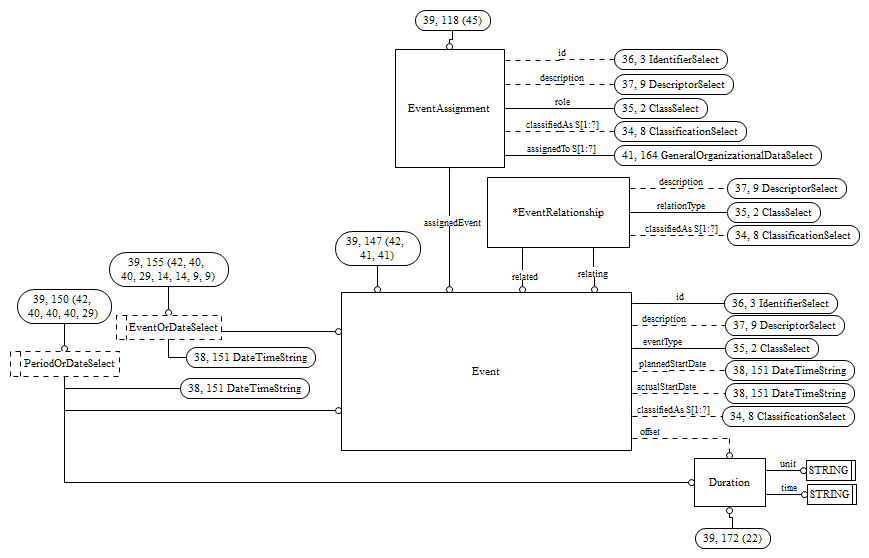 39, 118 (45)
id
36, 3 IdentifierSelect
description
37, 9 DescriptorSelect
EventAssignment
role
35, 2 ClassSelect
classifiedAs S[1:?]
34, 8 ClassificationSelect
assignedTo S[1:?]
41, 164 GeneralOrganizationalDataSelect
description
37, 9 DescriptorSelect
*EventRelationship
relationType
35, 2 ClassSelect
classifiedAs S[1:?]
34, 8 ClassificationSelect
assignedEvent
39, 147 (42,
41, 41)
related
relating
39, 155 (42, 40,
40, 29, 14, 14, 9, 9)
39, 150 (42,
40, 40, 40, 29)
EventOrDateSelect
38, 151 DateTimeString
PeriodOrDateSelect
38, 151 DateTimeString
Event
id
36, 3 IdentifierSelect
description
37, 9 DescriptorSelect
eventType
35, 2 ClassSelect
plannedStartDate
38, 151 DateTimeString
actualStartDate
38, 151 DateTimeString
classifiedAs S[1:?]
34, 8 ClassificationSelect
offset
Duration
unit
STRING
time
STRING
39, 172 (22)